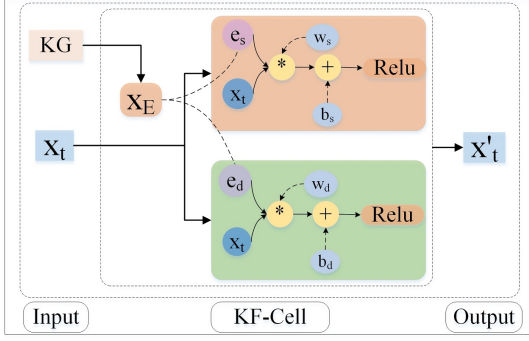 KG
X_E
X_t
e_s
w_s
*
+
Relu
X_t
b_s
e_d
w_d
*
+
Relu
X_t
b_d
X'_t
Input
KF-Cell
Output